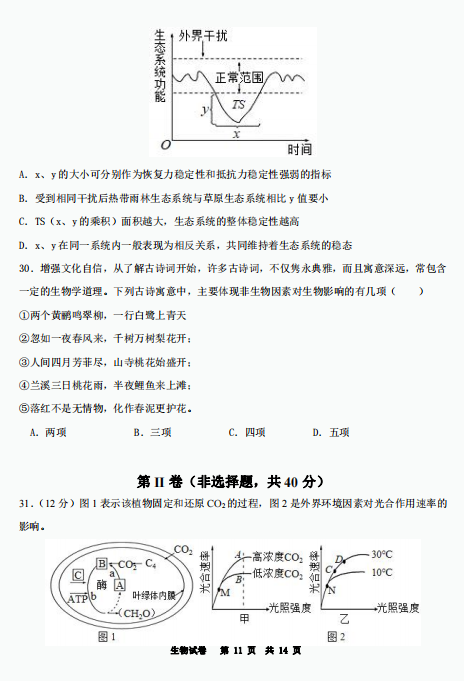 生态系统功能
外界干扰
正常范围
y
TS
x
O
时间
A. x、y的大小可分别作为恢复力稳定性和抵抗力稳定性强弱的指标
B. 受到相同干扰后热带雨林生态系统与草原生态系统相比y值要小
C. TS（x、y的乘积）面积越大，生态系统的整体稳定性越高
D. x、y在同一系统内一般表现为相反关系，共同维持着生态系统的稳态
30. 增强文化自信，从了解古诗词开始，许多古诗词，不仅隽永典雅，而且寓意深远，常包含
一定的生物学道理。下列古诗寓意中，主要体现非生物因素对生物影响的有几项（　　）
①两个黄鹂鸣翠柳，一行白鹭上青天
②忽如一夜春风来，千树万树梨花开；
③人间四月芳菲尽，山寺桃花始盛开；
④兰溪三日桃花雨，半夜鲤鱼来上滩；
⑤落红不是无情物，化作春泥更护花。
A. 两项　B. 三项　C. 四项　D. 五项
第 II 卷（非选择题，共 40 分）
31.（12 分）图 1 表示该植物固定和还原 CO₂的过程，图 2 是外界环境因素对光合作用速率的
影响。
CO₂
B CO₂ C₄
C 酶 a A
ATP b
叶绿体内膜
(CH₂O)
图1
光合速率
A 高浓度CO₂
B 低浓度CO₂
M
光照强度
甲
光合速率
D 30℃
C 10℃
N
光照强度
乙
图2
生物试卷　第 11 页　共 14 页